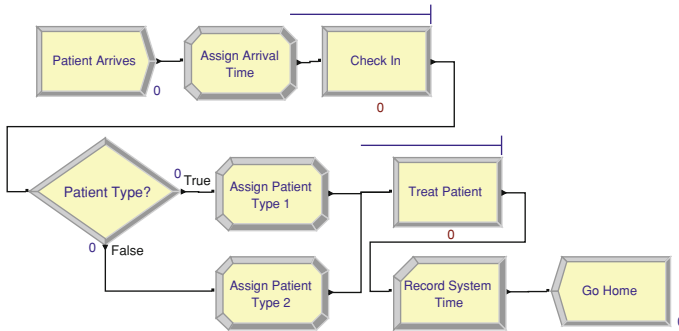 Patient Arrives
0
Assign Arrival
Time
Check In
0
Patient Type?
0
True
0
False
Assign Patient
Type 1
Assign Patient
Type 2
Treat Patient
0
Record System
Time
Go Home